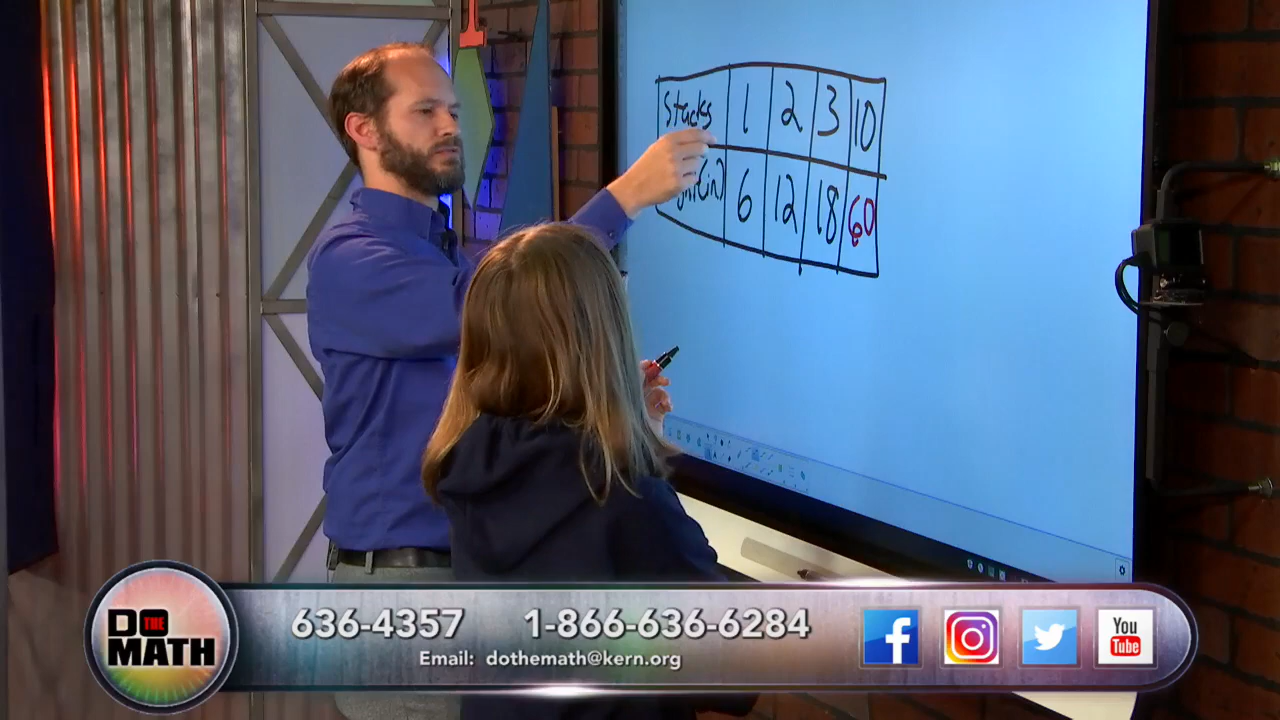 Stacks 1 2 3 10
(in) 6 12 18 60
DO THE MATH
636-4357 1-866-636-6284
Email: dothemath@kern.org
You Tube